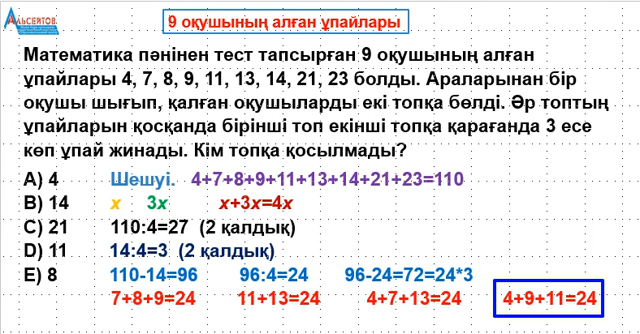 АЛЬСЕЙТОВ
9 оқушының алған ұпайлары
Математика пәнінен тест тапсырған 9 оқушының алған
ұпайлары 4, 7, 8, 9, 11, 13, 14, 21, 23 болды. Араларынан бір
оқушы шығып, қалған оқушыларды екі топқа бөлді. Әр топтың
ұпайларын қосқанда бірінші топ екінші топқа қарағанда 3 есе
көп ұпай жинады. Кім топқа қосылмады?
A) 4 Шешуі. 4+7+8+9+11+13+14+21+23=110
B) 14 x 3x x+3x=4x
C) 21 110:4=27 (2 қалдық)
D) 11 14:4=3 (2 қалдық)
E) 8 110-14=96 96:4=24 96-24=72=24*3
7+8+9=24 11+13=24 4+7+13=24 4+9+11=24